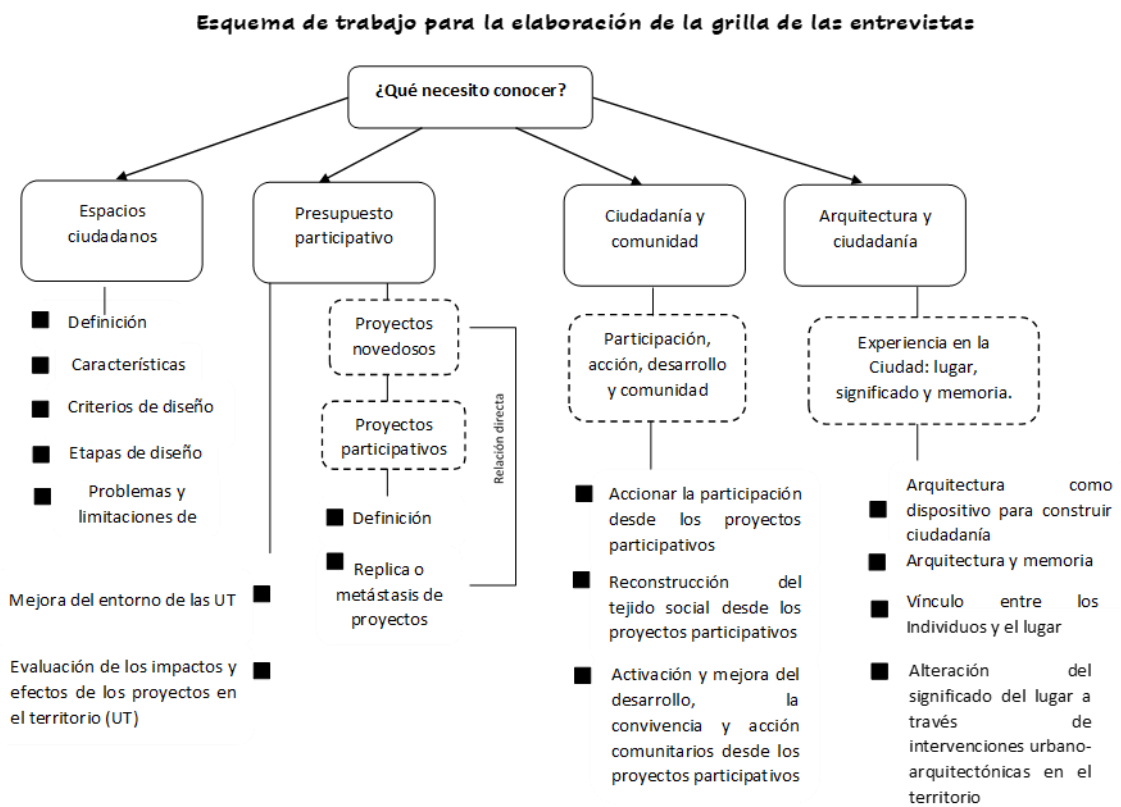 Esquema de trabajo para la elaboración de la grilla de las entrevistas
¿Qué necesito conocer?
Espacios
ciudadanos
Definición
Características
Criterios de diseño
Etapas de diseño
Problemas y
limitaciones de
Presupuesto
participativo
Proyectos
novedosos
Proyectos
participativos
Relación directa
Definición
Replica o
metástasis de
proyectos
Mejora del entorno de las UT
Evaluación de los impactos y
efectos de los proyectos en
el territorio (UT)
Ciudadanía y
comunidad
Participación,
acción, desarrollo
y comunidad
Accionar la participación
desde los proyectos
participativos
Reconstrucción del
tejido social desde los
proyectos participativos
Activación y mejora del
desarrollo, la
convivencia y acción
comunitarios desde los
proyectos participativos
Arquitectura y
ciudadanía
Experiencia en la
Ciudad: lugar,
significado y memoria.
Arquitectura como
dispositivo para construir
ciudadanía
Arquitectura y memoria
Vínculo entre los
Individuos y el lugar
Alteración del
significado del lugar a
través de
intervenciones urbano-
arquitectónicas en el
territorio